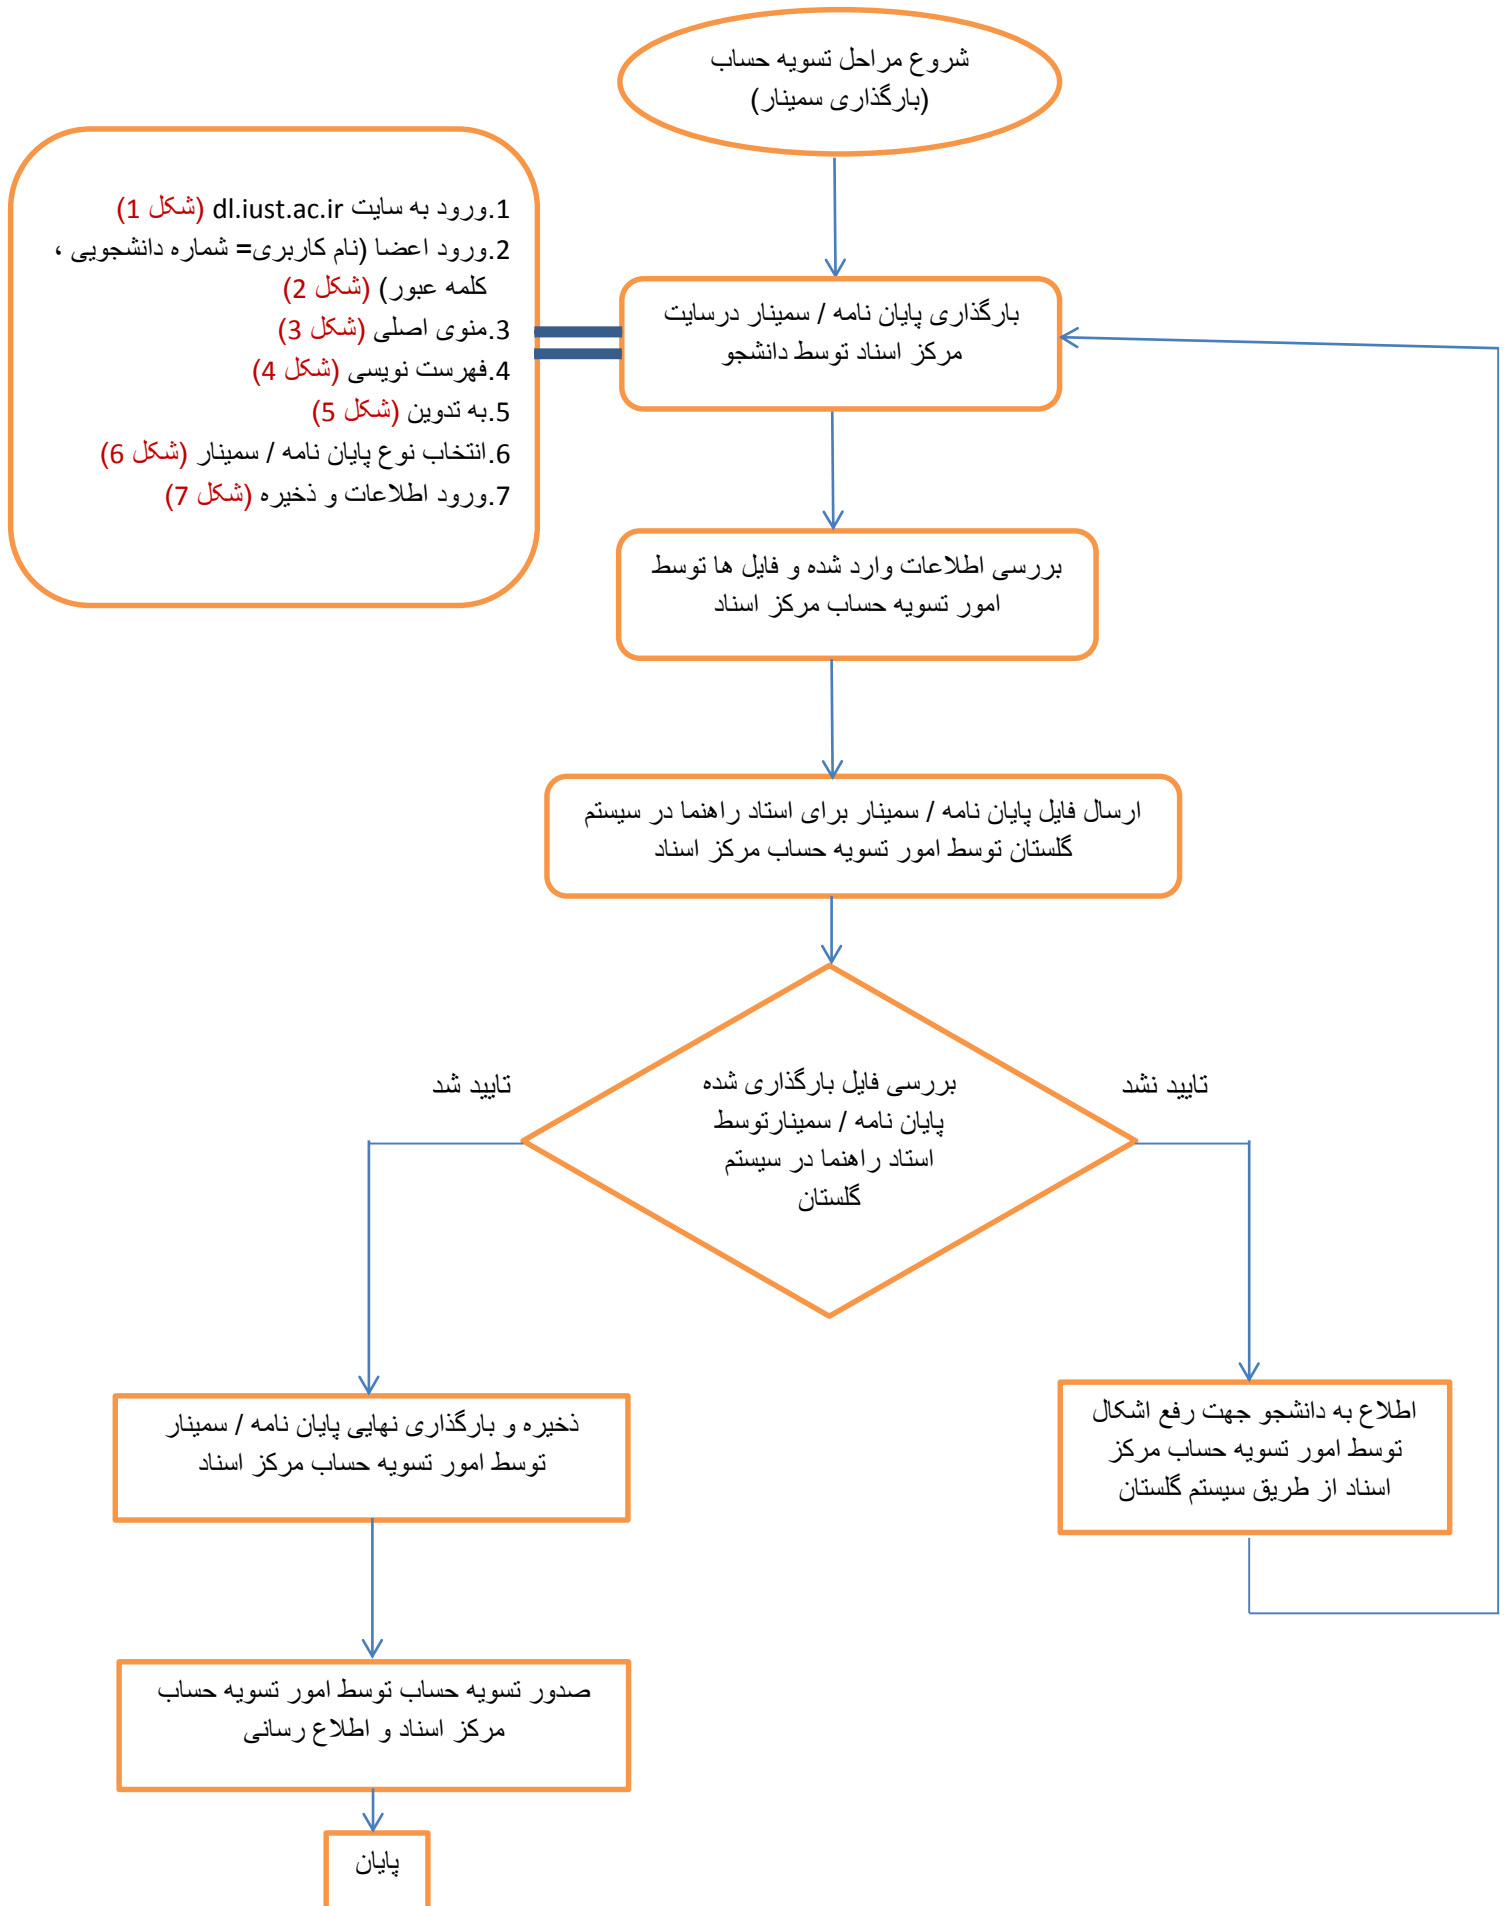 شروع مراحل تسویه حساب
(بارگذاری سمینار)
1.ورود به سایت dl.iust.ac.ir (شکل 1)
2.ورود اعضا (نام کاربری= شماره دانشجویی ،
کلمه عبور) (شکل 2)
3.منوی اصلی (شکل 3)
4.فهرست نویسی (شکل 4)
5.به تدوین (شکل 5)
6.انتخاب نوع پایان نامه / سمینار (شکل 6)
7.ورود اطلاعات و ذخیره (شکل 7)
بارگذاری پایان نامه / سمینار درسایت
مرکز اسناد توسط دانشجو
بررسی اطلاعات وارد شده و فایل ها توسط
امور تسویه حساب مرکز اسناد
ارسال فایل پایان نامه / سمینار برای استاد راهنما در سیستم
گلستان توسط امور تسویه حساب مرکز اسناد
بررسی فایل بارگذاری شده
پایان نامه / سمینارتوسط
استاد راهنما در سیستم
گلستان
تایید نشد
تایید شد
اطلاع به دانشجو جهت رفع اشکال
توسط امور تسویه حساب مرکز
اسناد از طریق سیستم گلستان
ذخیره و بارگذاری نهایی پایان نامه / سمینار
توسط امور تسویه حساب مرکز اسناد
صدور تسویه حساب توسط امور تسویه حساب
مرکز اسناد و اطلاع رسانی
پایان